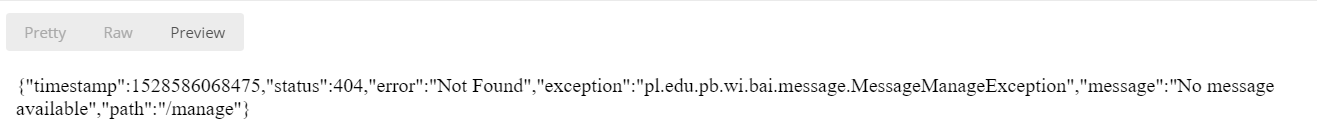 Pretty Raw Preview
{"timestamp":1528586068475,"status":404,"error":"Not Found","exception":"pl.edu.pb.wi.bai.message.MessageManageException","message":"No message
available","path":"/manage"}